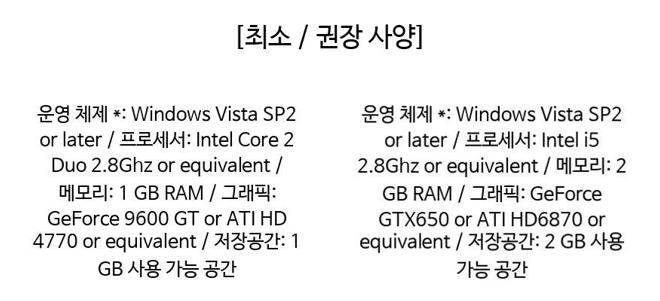 [최소 / 권장 사양]
운영 체제 *: Windows Vista SP2
or later / 프로세서: Intel Core 2
Duo 2.8Ghz or equivalent /
메모리: 1 GB RAM / 그래픽:
GeForce 9600 GT or ATI HD
4770 or equivalent / 저장공간: 1
GB 사용 가능 공간
운영 체제 *: Windows Vista SP2
or later / 프로세서: Intel i5
2.8Ghz or equivalent / 메모리: 2
GB RAM / 그래픽: GeForce
GTX650 or ATI HD6870 or
equivalent / 저장공간: 2 GB 사용
가능 공간